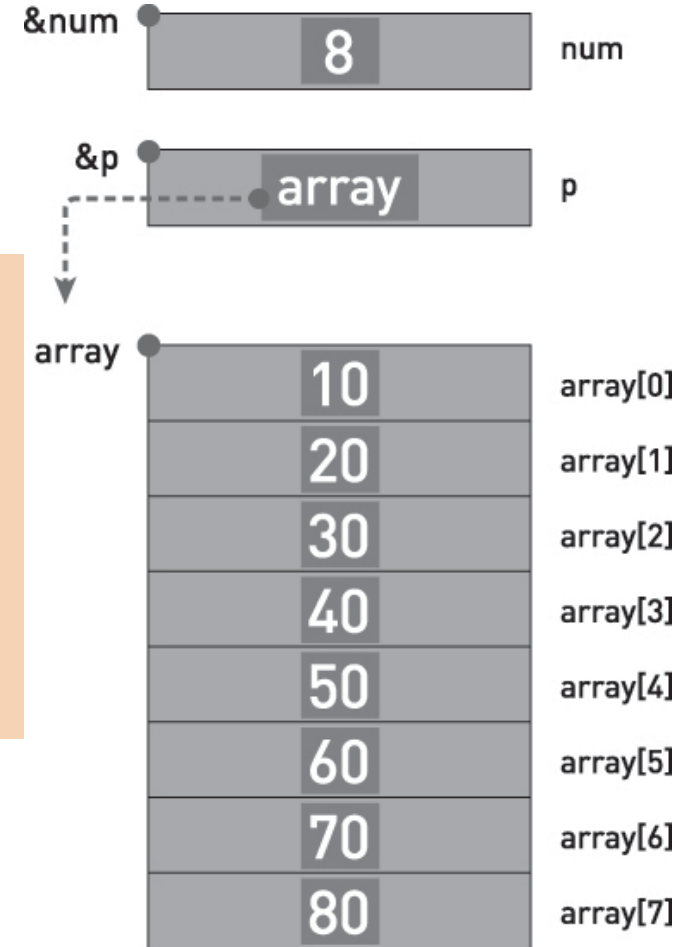 &num 8 num
&p array p
array
10 array[0]
20 array[1]
30 array[2]
40 array[3]
50 array[4]
60 array[5]
70 array[6]
80 array[7]